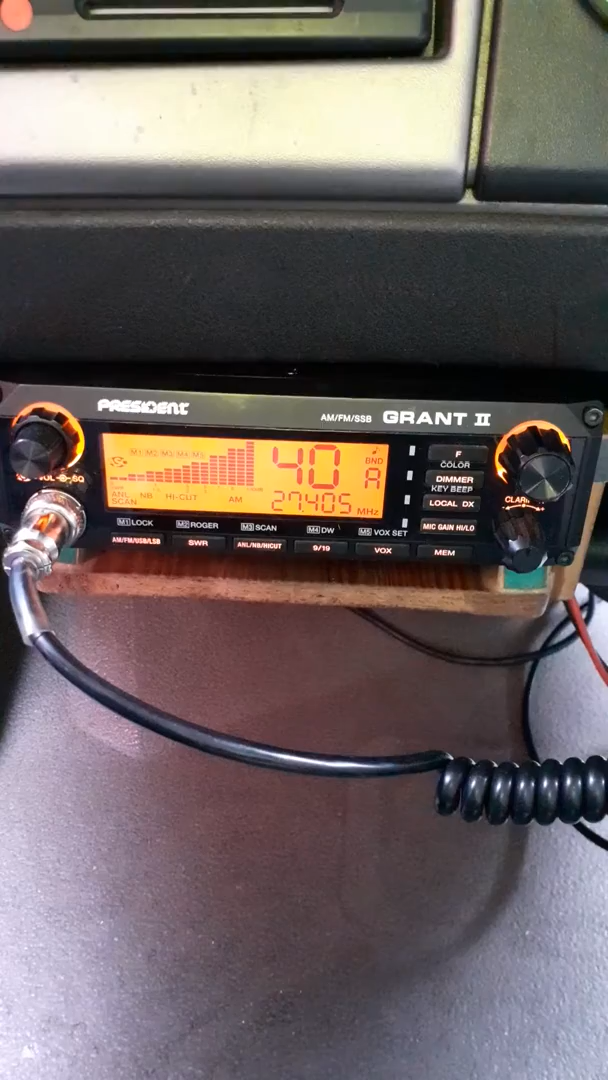 PRESIDENT
AM/FM/SSB GRANT II
M1 M2 M3 M4 M5
40
BND
A
ANL NB HI-CUT AM
SCAN
27.405 MHz
F
COLOR
DIMMER
KEY BEEP
LOCAL DX
MIC GAIN HI/LO
SQ
CLARI
M1 LOCK M2 ROGER M3 SCAN M4 DW M5 VOX SET
AM/FM/USB/LSB SWR ANL/NB/HICUT 9/19 VOX MEM